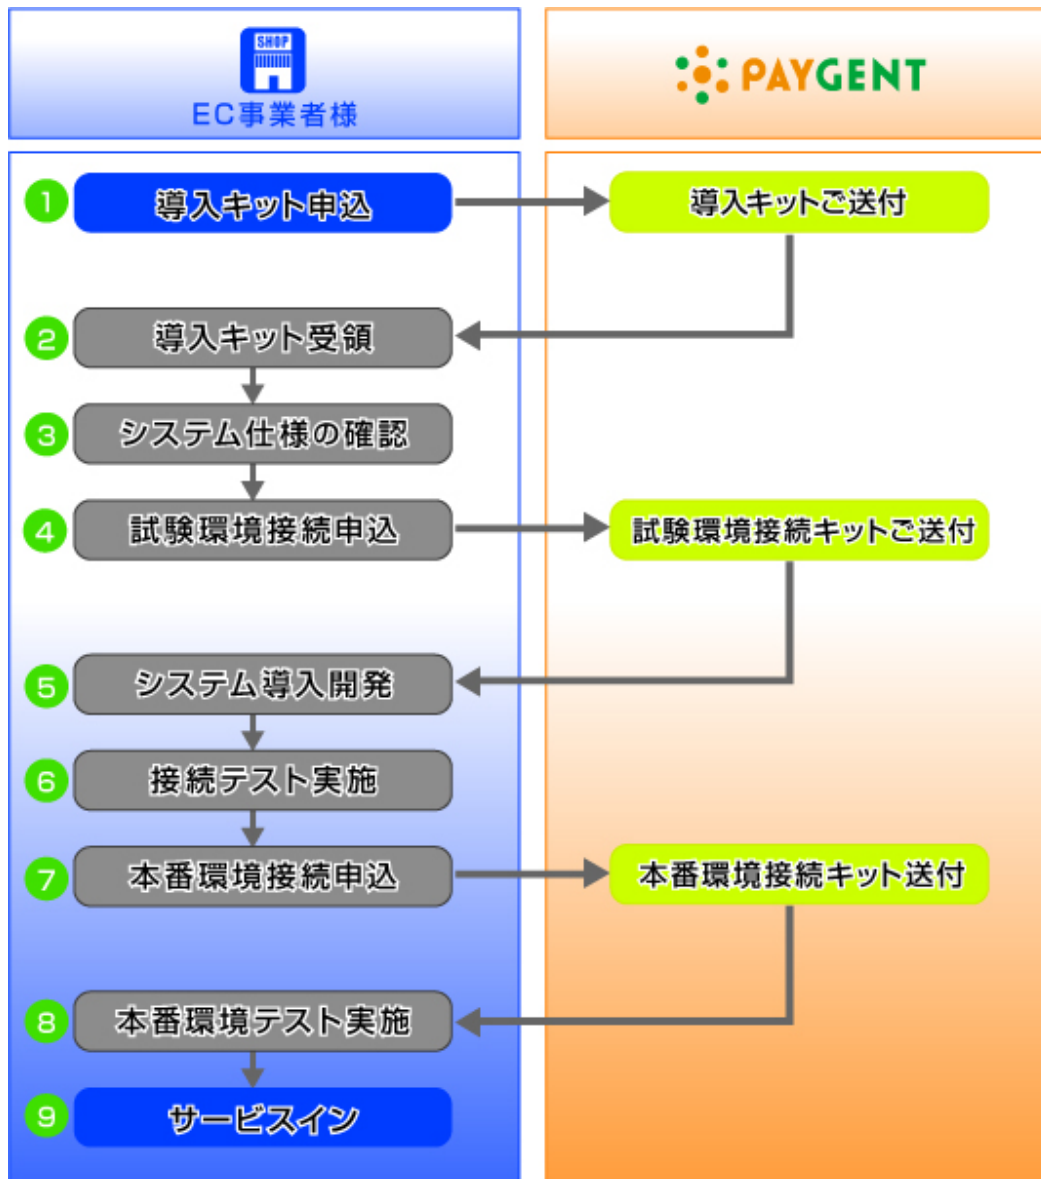 SHOP
EC事業者様
PAYGENT
1 導入キット申込
導入キットご送付
2 導入キット受領
3 システム仕様の確認
4 試験環境接続申込
試験環境接続キットご送付
5 システム導入開発
6 接続テスト実施
7 本番環境接続申込
本番環境接続キット送付
8 本番環境テスト実施
9 サービスイン